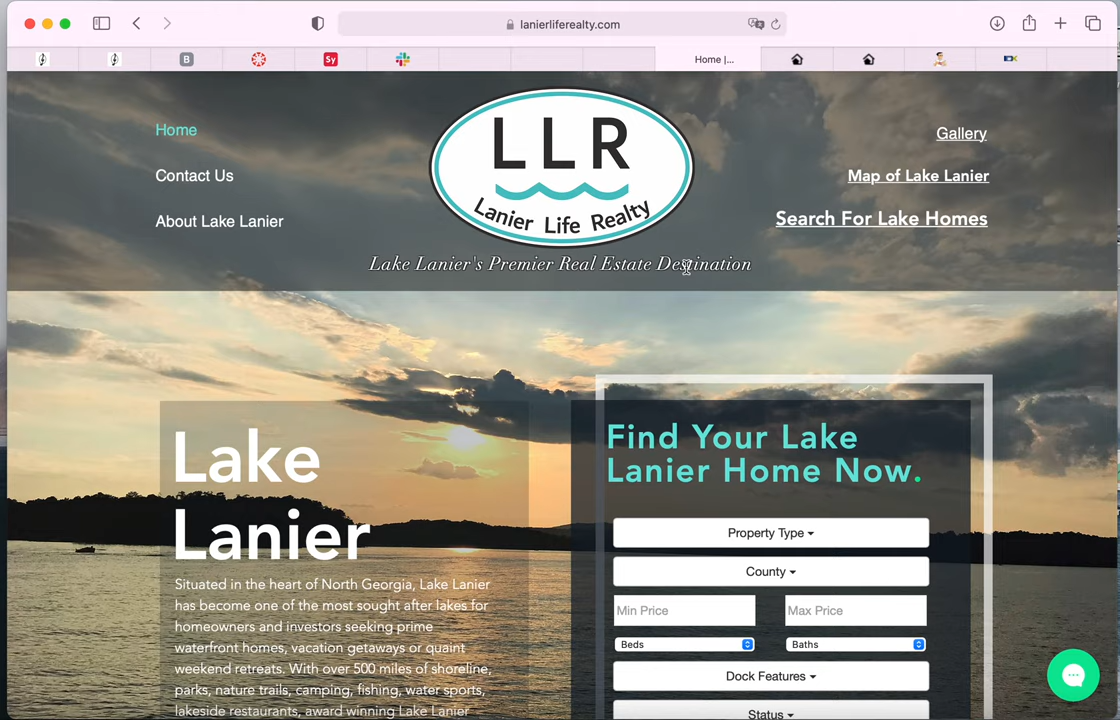 lanierliferealty.com
B
Sy
Home |...
Home
Contact Us
About Lake Lanier
LLR
Lanier Life Realty
Lake Lanier's Premier Real Estate Destination
Gallery
Map of Lake Lanier
Search For Lake Homes
Lake
Lanier
Situated in the heart of North Georgia, Lake Lanier
has become one of the most sought after lakes for
homeowners and investors seeking prime
waterfront homes, vacation getaways or quaint
weekend retreats. With over 500 miles of shoreline,
parks, nature trails, camping, fishing, water sports,
lakeside restaurants, award winning Lake Lanier
Find Your Lake
Lanier Home Now.
Property Type
County
Min Price Max Price
Beds Baths
Dock Features
Status